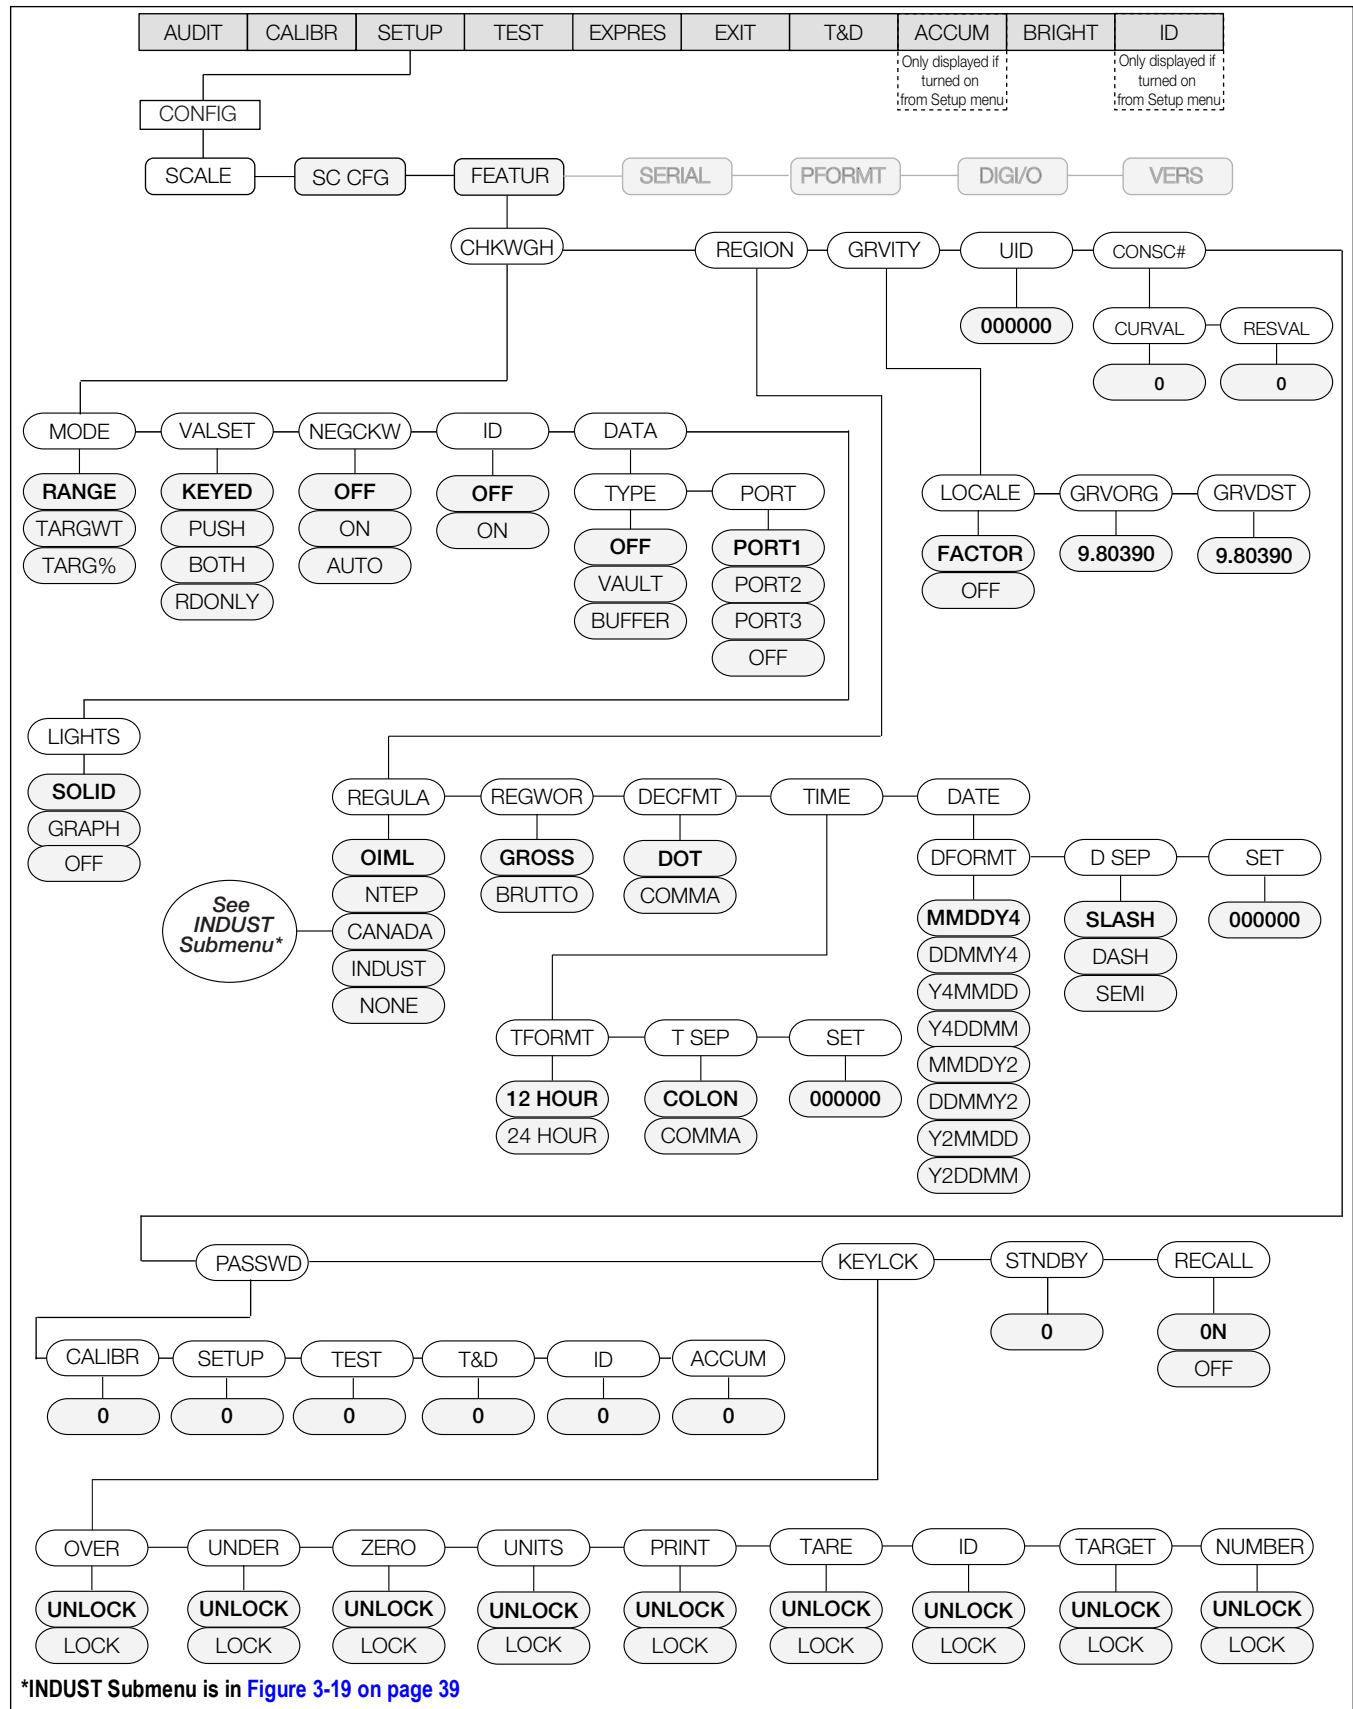 AUDIT CALIBR SETUP TEST EXPRES EXIT T&D ACCUM BRIGHT ID
Only displayed if
turned on
from Setup menu
Only displayed if
turned on
from Setup menu
CONFIG
SCALE SC CFG FEATUR SERIAL PFORMT DIGI/O VERS
CHKWGH REGION GRVITY UID CONSC#
000000
CURVAL RESVAL
0 0
MODE VALSET NEGCKW ID DATA
RANGE KEYED OFF OFF TYPE PORT
TARGWT PUSH ON ON OFF PORT1
TARG% BOTH AUTO VAULT PORT2
RDONLY BUFFER PORT3
OFF
LOCALE GRVORG GRVDST
FACTOR 9.80390 9.80390
OFF
LIGHTS
SOLID
GRAPH
OFF
REGULA REGWOR DECFMT TIME DATE
OIML GROSS DOT DFORMT D SEP SET
NTEP BRUTTO COMMA MMDDY4 SLASH 000000
CANADA DDMMY4 DASH
INDUST Y4MMDD SEMI
NONE Y4DDMM
MMDDY2
DDMMY2
Y2MMDD
Y2DDMM
See
INDUST
Submenu*
TFORMT T SEP SET
12 HOUR COLON 000000
24 HOUR COMMA
PASSWD KEYLCK STNDBY RECALL
0 0N
OFF
CALIBR SETUP TEST T&D ID ACCUM
0 0 0 0 0 0
OVER UNDER ZERO UNITS PRINT TARE ID TARGET NUMBER
UNLOCK UNLOCK UNLOCK UNLOCK UNLOCK UNLOCK UNLOCK UNLOCK UNLOCK
LOCK LOCK LOCK LOCK LOCK LOCK LOCK LOCK LOCK
*INDUST Submenu is in Figure 3-19 on page 39